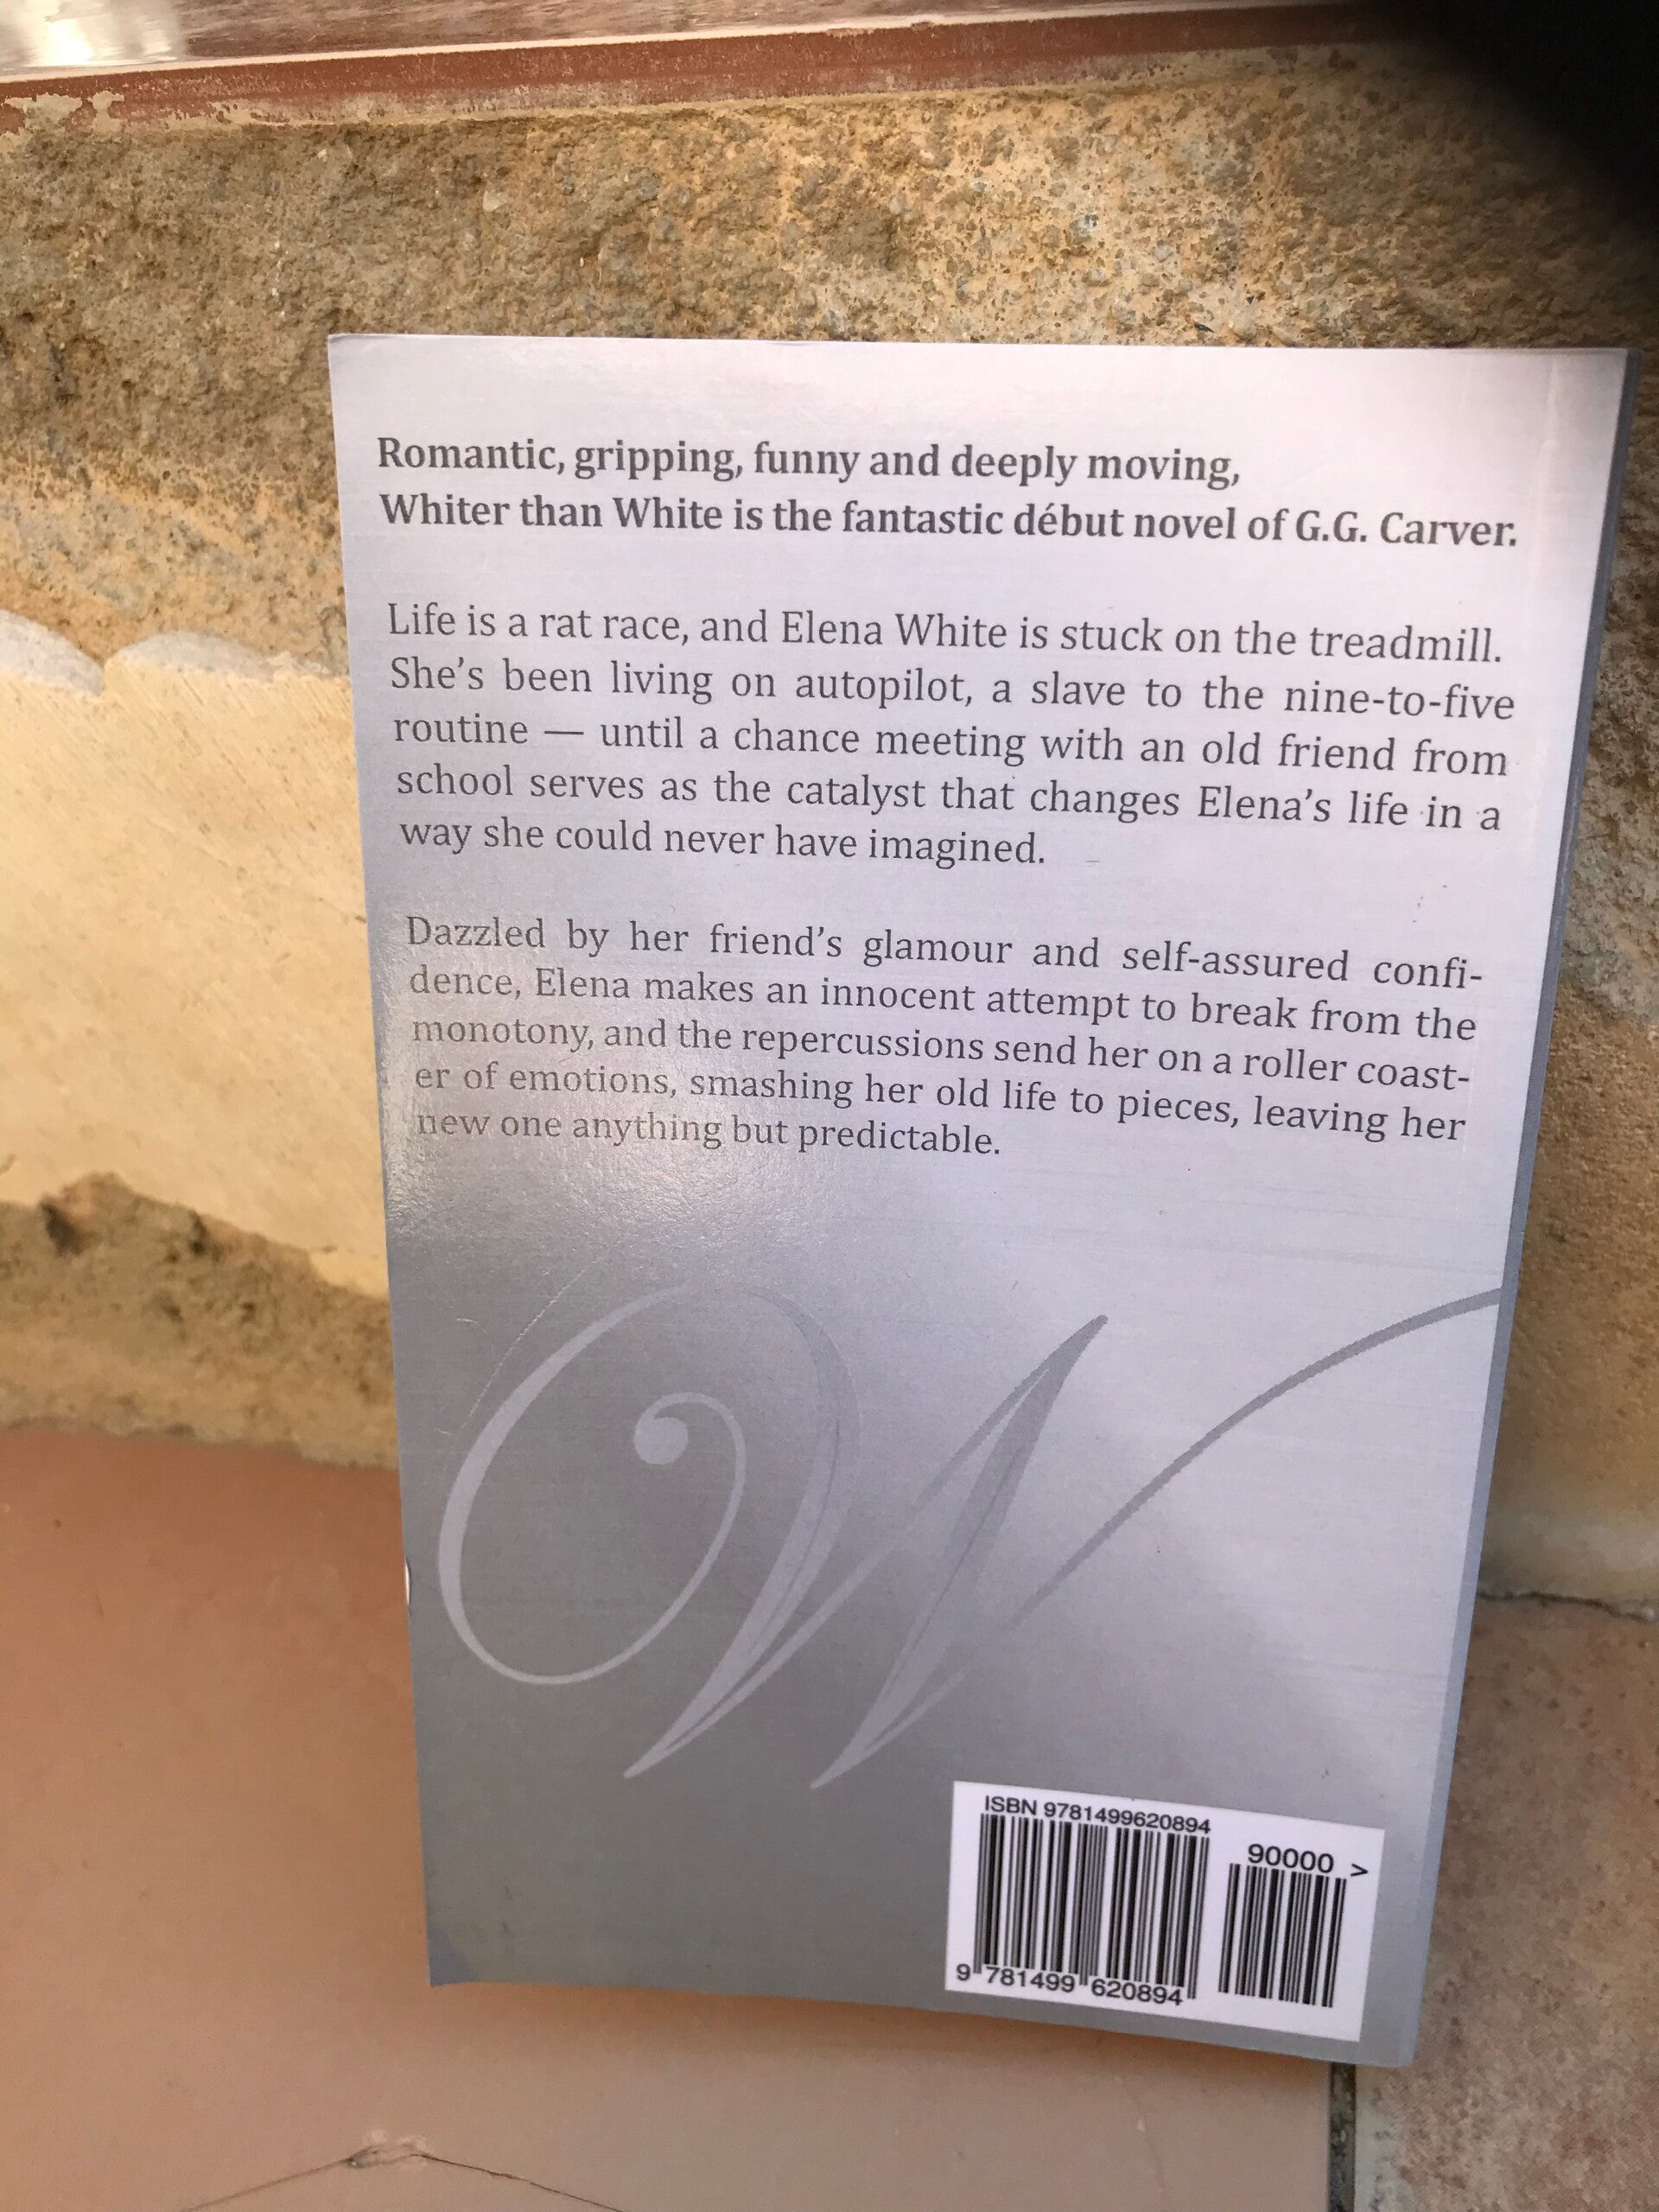 Romantic, gripping, funny and deeply moving,
Whiter than White is the fantastic début novel of G.G. Carver.
Life is a rat race, and Elena White is stuck on the treadmill.
She's been living on autopilot, a slave to the nine-to-five
routine — until a chance meeting with an old friend from
school serves as the catalyst that changes Elena's life in a
way she could never have imagined.
Dazzled by her friend's glamour and self-assured confi-
dence, Elena makes an innocent attempt to break from the
monotony, and the repercussions send her on a roller coast-
er of emotions, smashing her old life to pieces, leaving her
new one anything but predictable.
W
ISBN 9781499620894
90000 >
9 781499 620894